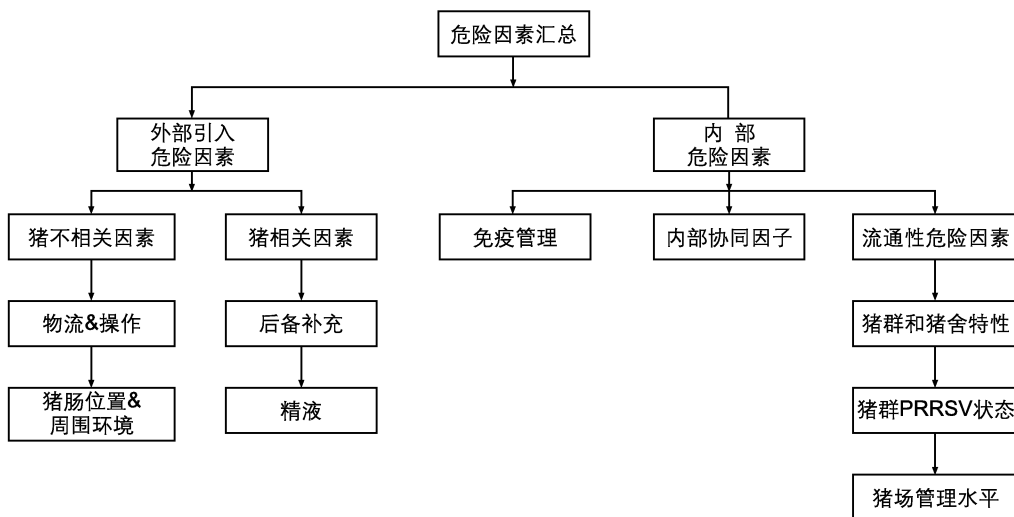 危险因素汇总
外部引入
危险因素
内 部
危险因素
猪不相关因素
猪相关因素
免疫管理
内部协同因子
流通性危险因素
物流&操作
后备补充
猪群和猪舍特性
猪肠位置&
周围环境
精液
猪群PRRSV状态
猪场管理水平